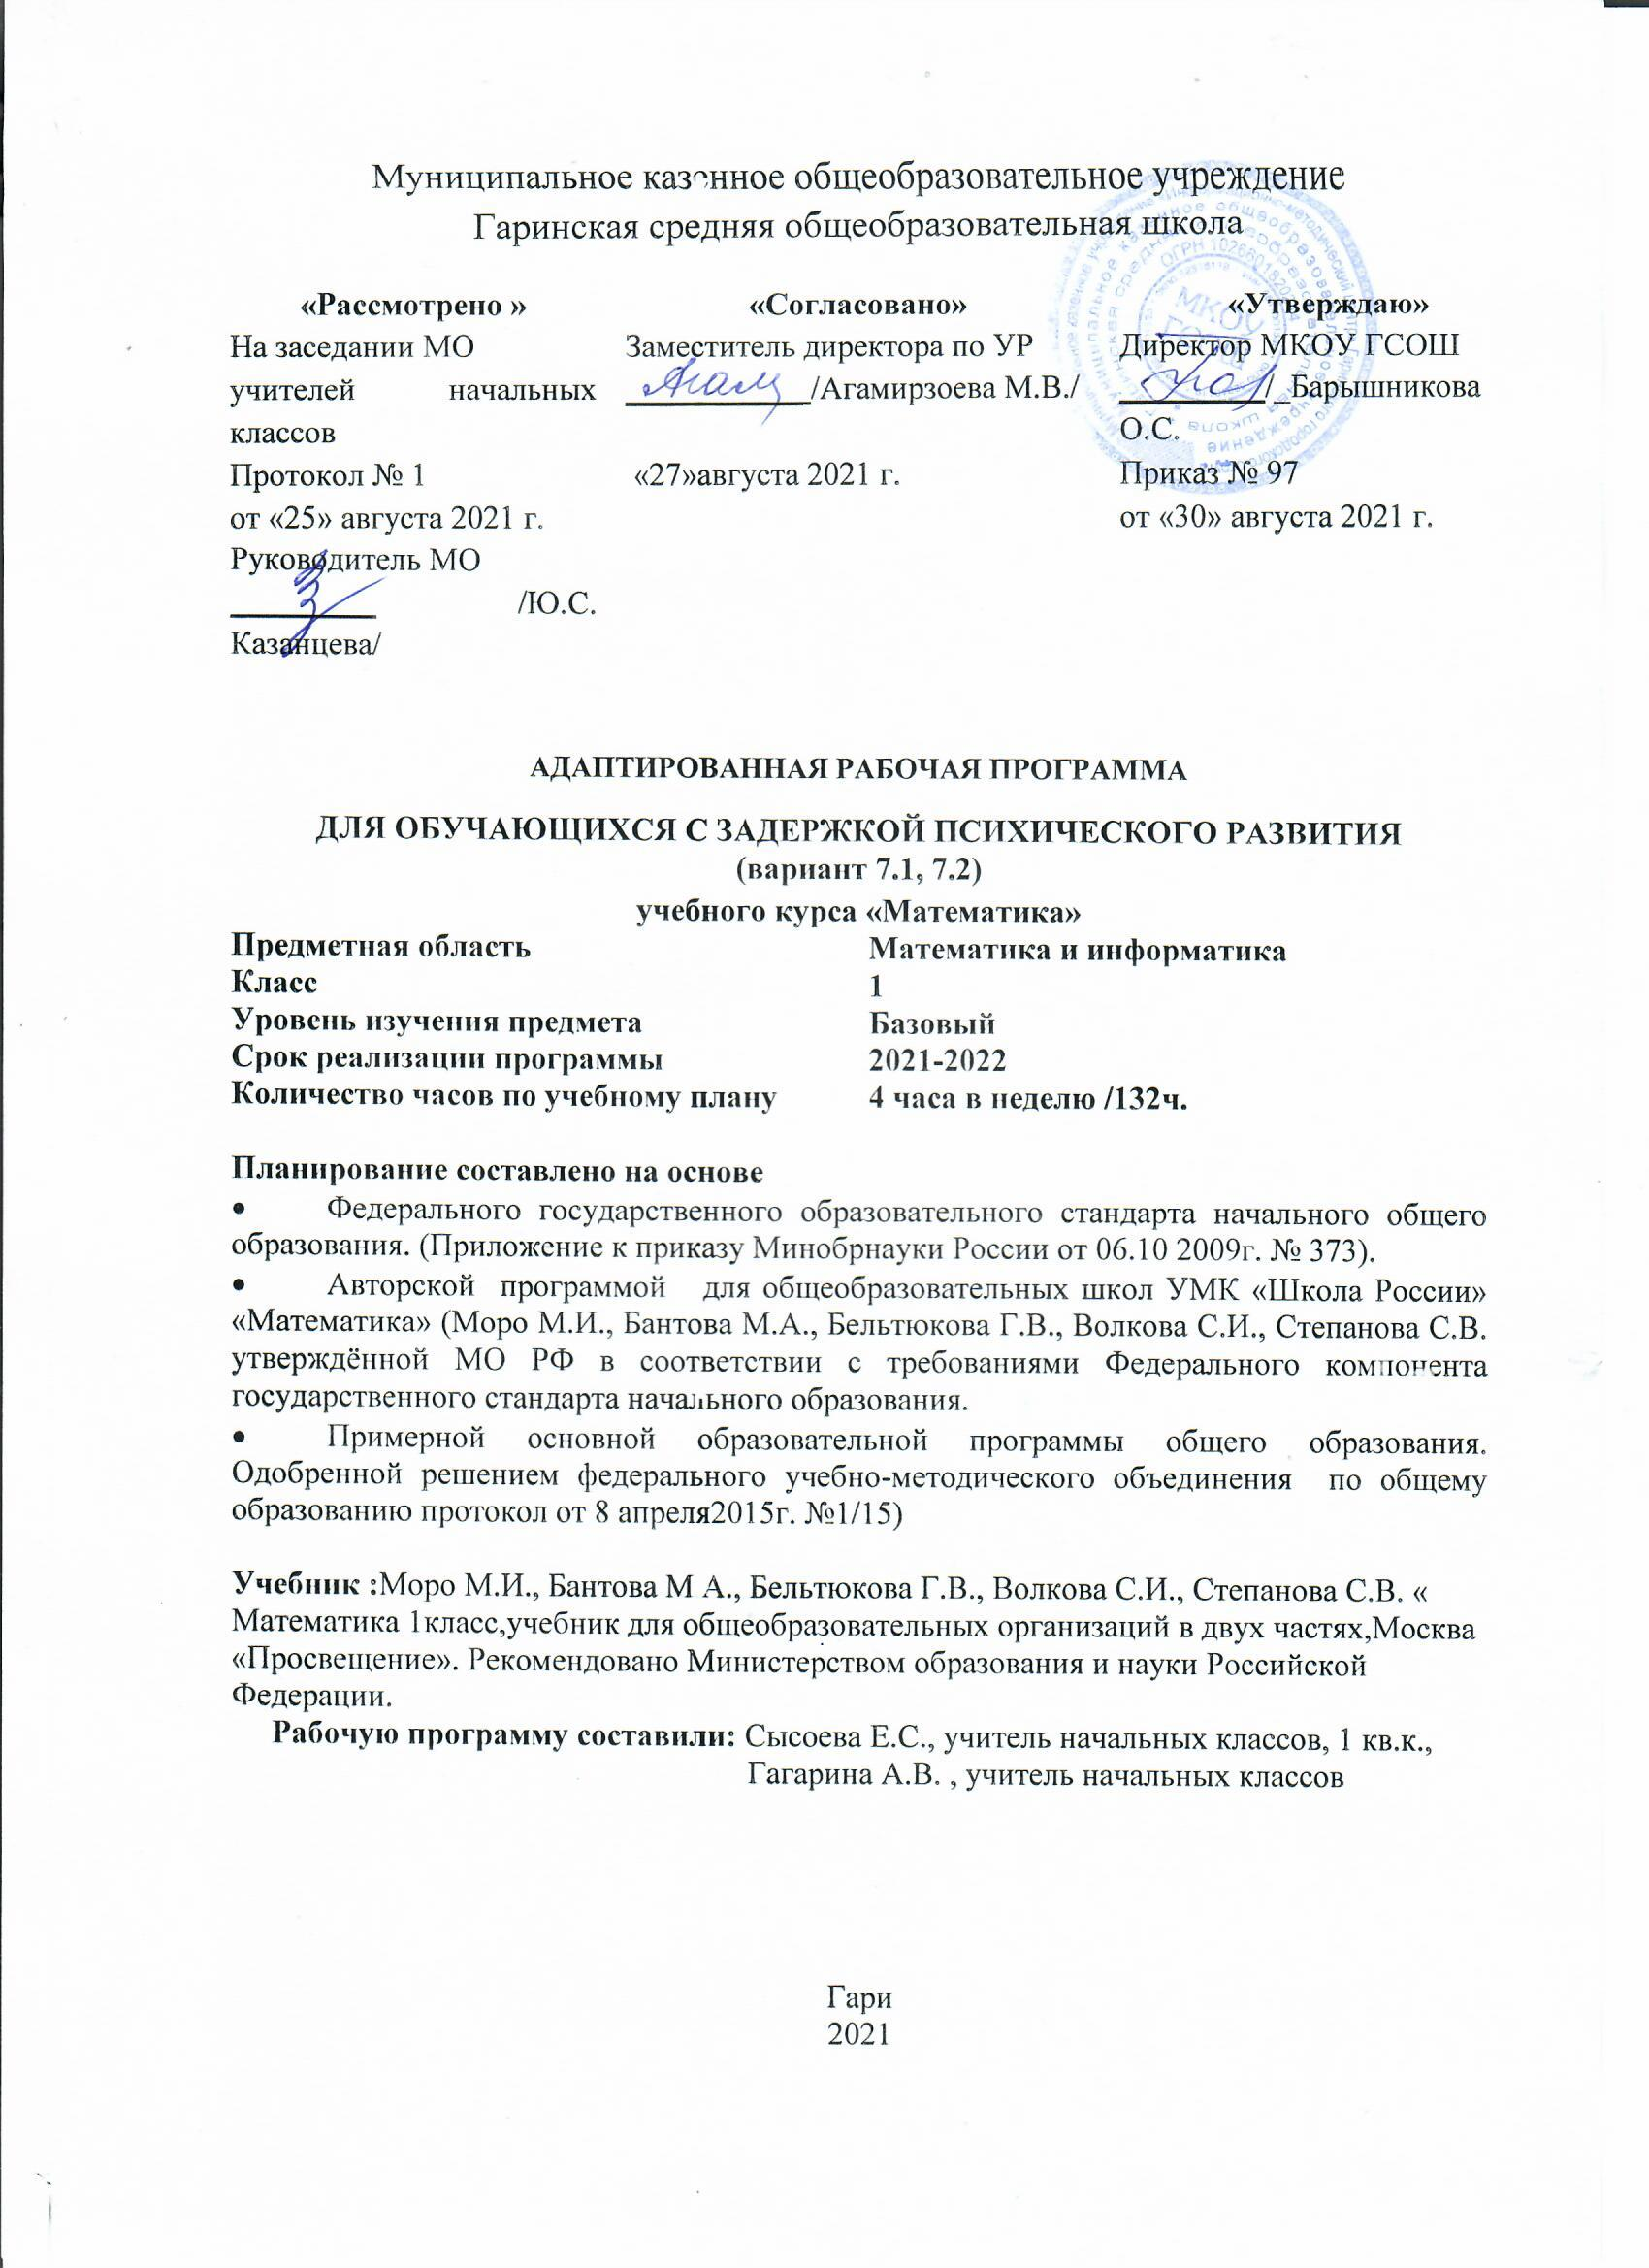 Муниципальное казенное общеобразовательное учреждение
Гаринская средняя общеобразовательная школа
«Рассмотрено »
На заседании МО
учителей начальных
классов
Протокол № 1
от «25» августа 2021 г.
Руководитель МО
/Ю.С.
Казанцева/
«Согласовано»
Заместитель директора по УР
/Агамирзоева М.В./
«27»августа 2021 г.
«Утверждаю»
Директор МКОУ ГСОШ
/_Барышникова
О.С.
Приказ № 97
от «30» августа 2021 г.
АДАПТИРОВАННАЯ РАБОЧАЯ ПРОГРАММА
ДЛЯ ОБУЧАЮЩИХСЯ С ЗАДЕРЖКОЙ ПСИХИЧЕСКОГО РАЗВИТИЯ
(вариант 7.1, 7.2)
учебного курса «Математика»
Предметная область Математика и информатика
Класс 1
Уровень изучения предмета Базовый
Срок реализации программы 2021-2022
Количество часов по учебному плану 4 часа в неделю /132ч.
Планирование составлено на основе
• Федерального государственного образовательного стандарта начального общего
образования. (Приложение к приказу Минобрнауки России от 06.10 2009г. № 373).
• Авторской программой для общеобразовательных школ УМК «Школа России»
«Математика» (Моро М.И., Бантова М.А., Бельтюкова Г.В., Волкова С.И., Степанова С.В.
утверждённой МО РФ в соответствии с требованиями Федерального компонента
государственного стандарта начального образования.
• Примерной основной образовательной программы общего образования.
Одобренной решением федерального учебно-методического объединения по общему
образованию протокол от 8 апреля2015г. №1/15)
Учебник :Моро М.И., Бантова М А., Бельтюкова Г.В., Волкова С.И., Степанова С.В. «
Математика 1класс,учебник для общеобразовательных организаций в двух частях,Москва
«Просвещение». Рекомендовано Министерством образования и науки Российской
Федерации.
Рабочую программу составили: Сысоева Е.С., учитель начальных классов, 1 кв.к.,
Гагарина А.В. , учитель начальных классов
Гари
2021